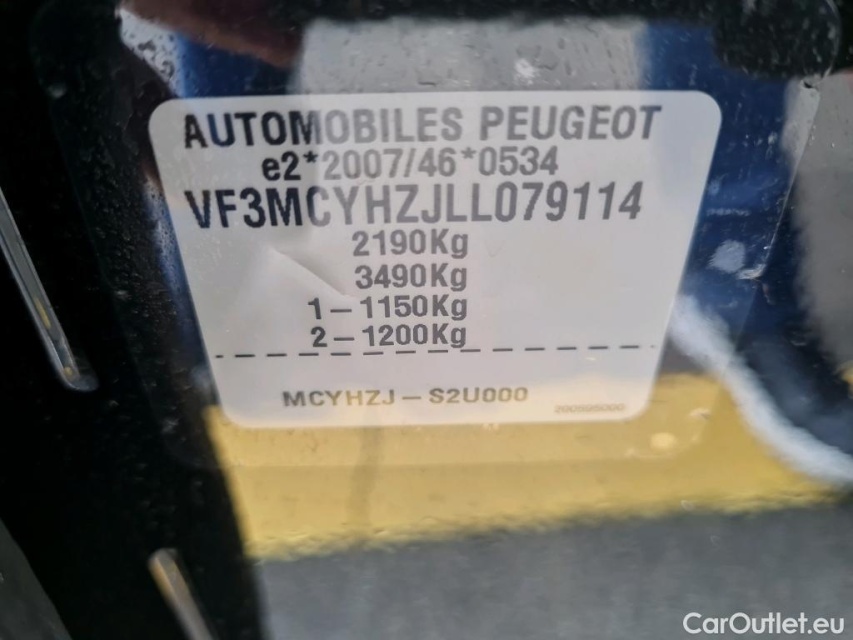 AUTOMOBILES PEUGEOT
e2*2007/46*0534
VF3MCYHZJLL079114
2190Kg
3490Kg
1–1150Kg
2–1200Kg
MCYHZJ – S2U000
CarOutlet.eu